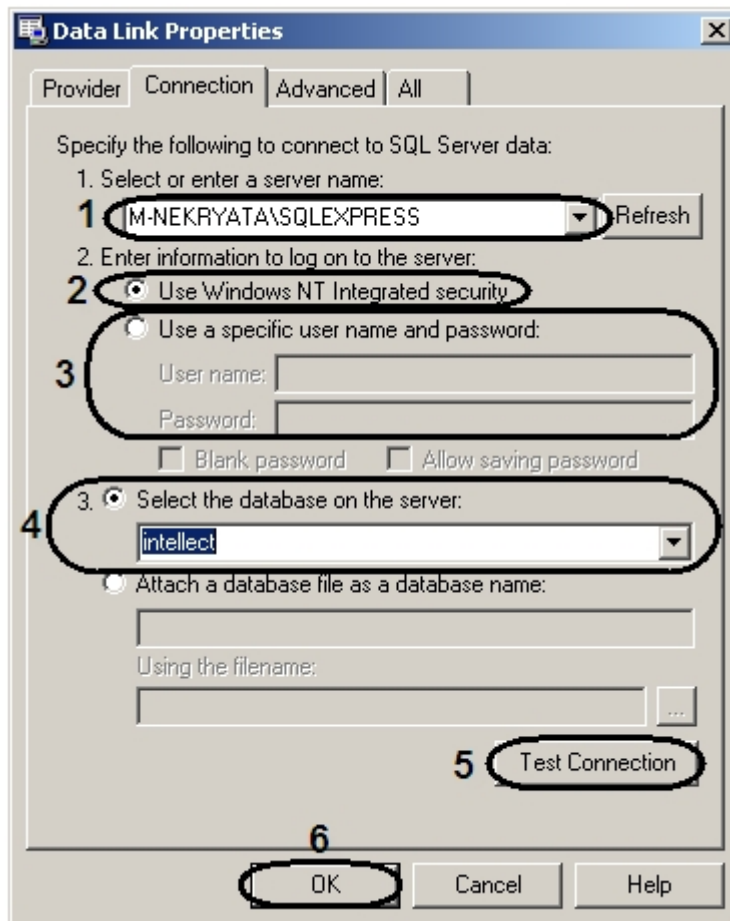 Data Link Properties
Provider Connection Advanced All
Specify the following to connect to SQL Server data:
1. Select or enter a server name:
1 M-NEKRYATA\SQLEXPRESS Refresh
2. Enter information to log on to the server:
2 Use Windows NT Integrated security
Use a specific user name and password:
3 User name:
Password:
Blank password Allow saving password
3. Select the database on the server:
4 intellect
Attach a database file as a database name:
Using the filename:
...
5 Test Connection
6
OK Cancel Help